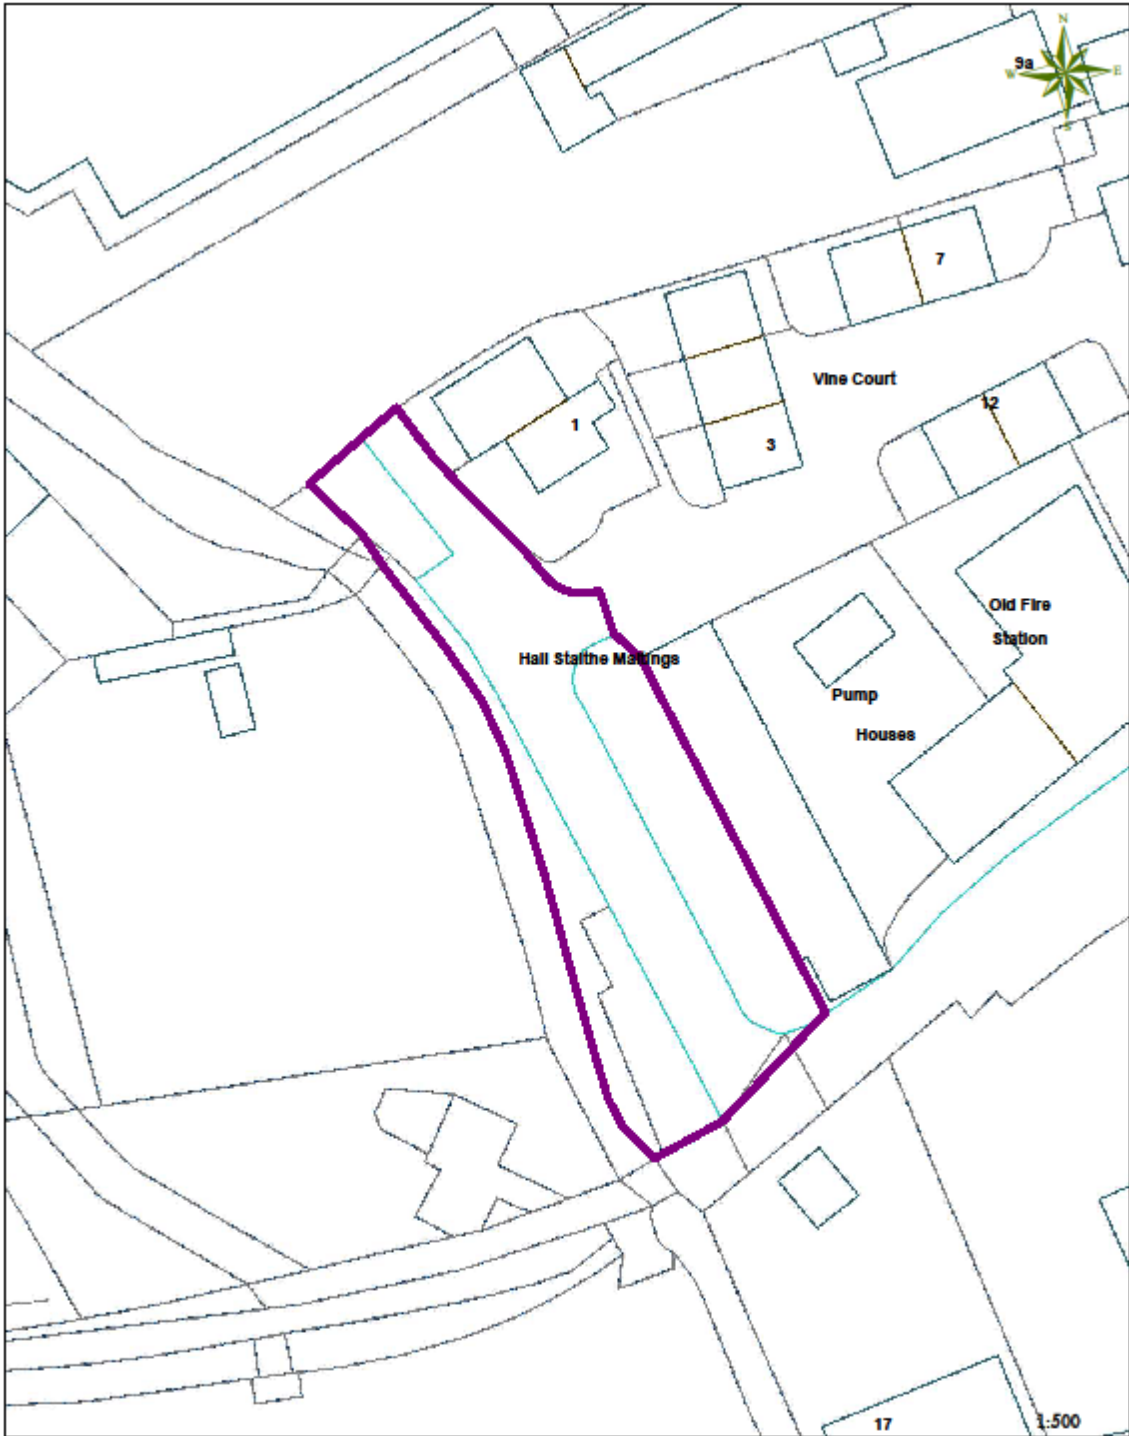 N
9a
W
E
S
7
Vine Court
12
1
3
Old Fire
Station
Hall Staithe Maltings
Pump
Houses
17
1:500